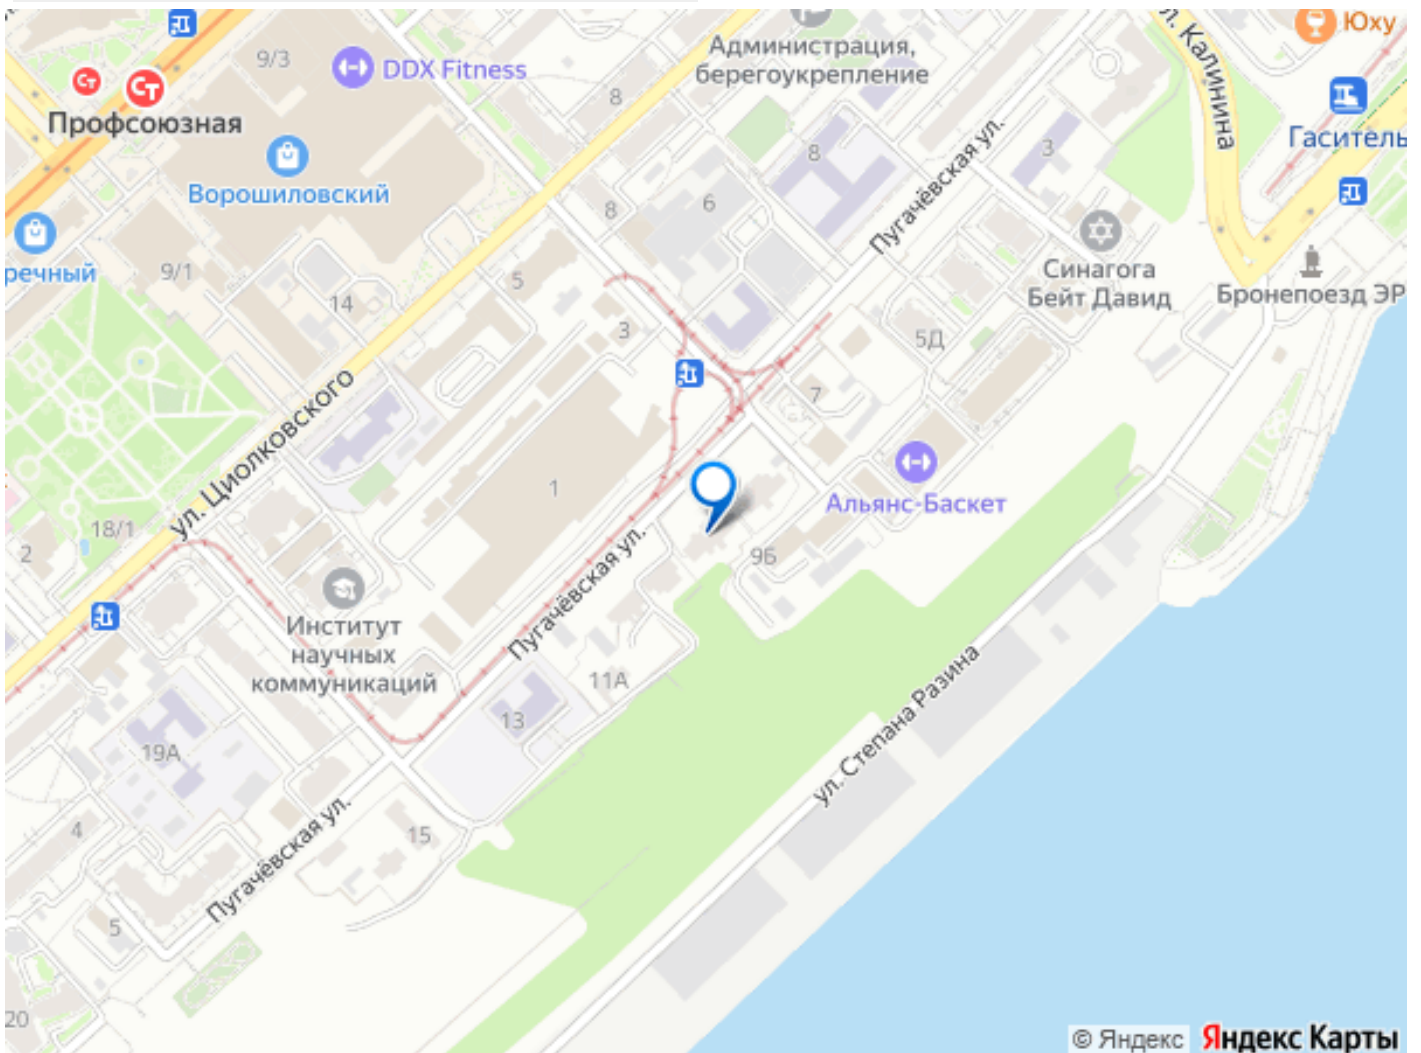 9/3
DDX Fitness
Администрация,
берегоукрепление
ул. Калинина
Юху
Ст
Ст
Профсоюзная
8
Гаситель
Ворошиловский
8
3
Пугачёвская ул.
8
6
речный
9/1
14
5
3
Синагога
Бейт Давид
Бронепоезд ЭР
5Д
7
ул. Циолковского
1
Альянс-Баскет
18/1
2
9Б
Пугачёвская ул.
Институт
научных
коммуникаций
11А
13
ул. Степана Разина
19А
4
15
Пугачёвская ул.
5
20
© Яндекс Яндекс Карты